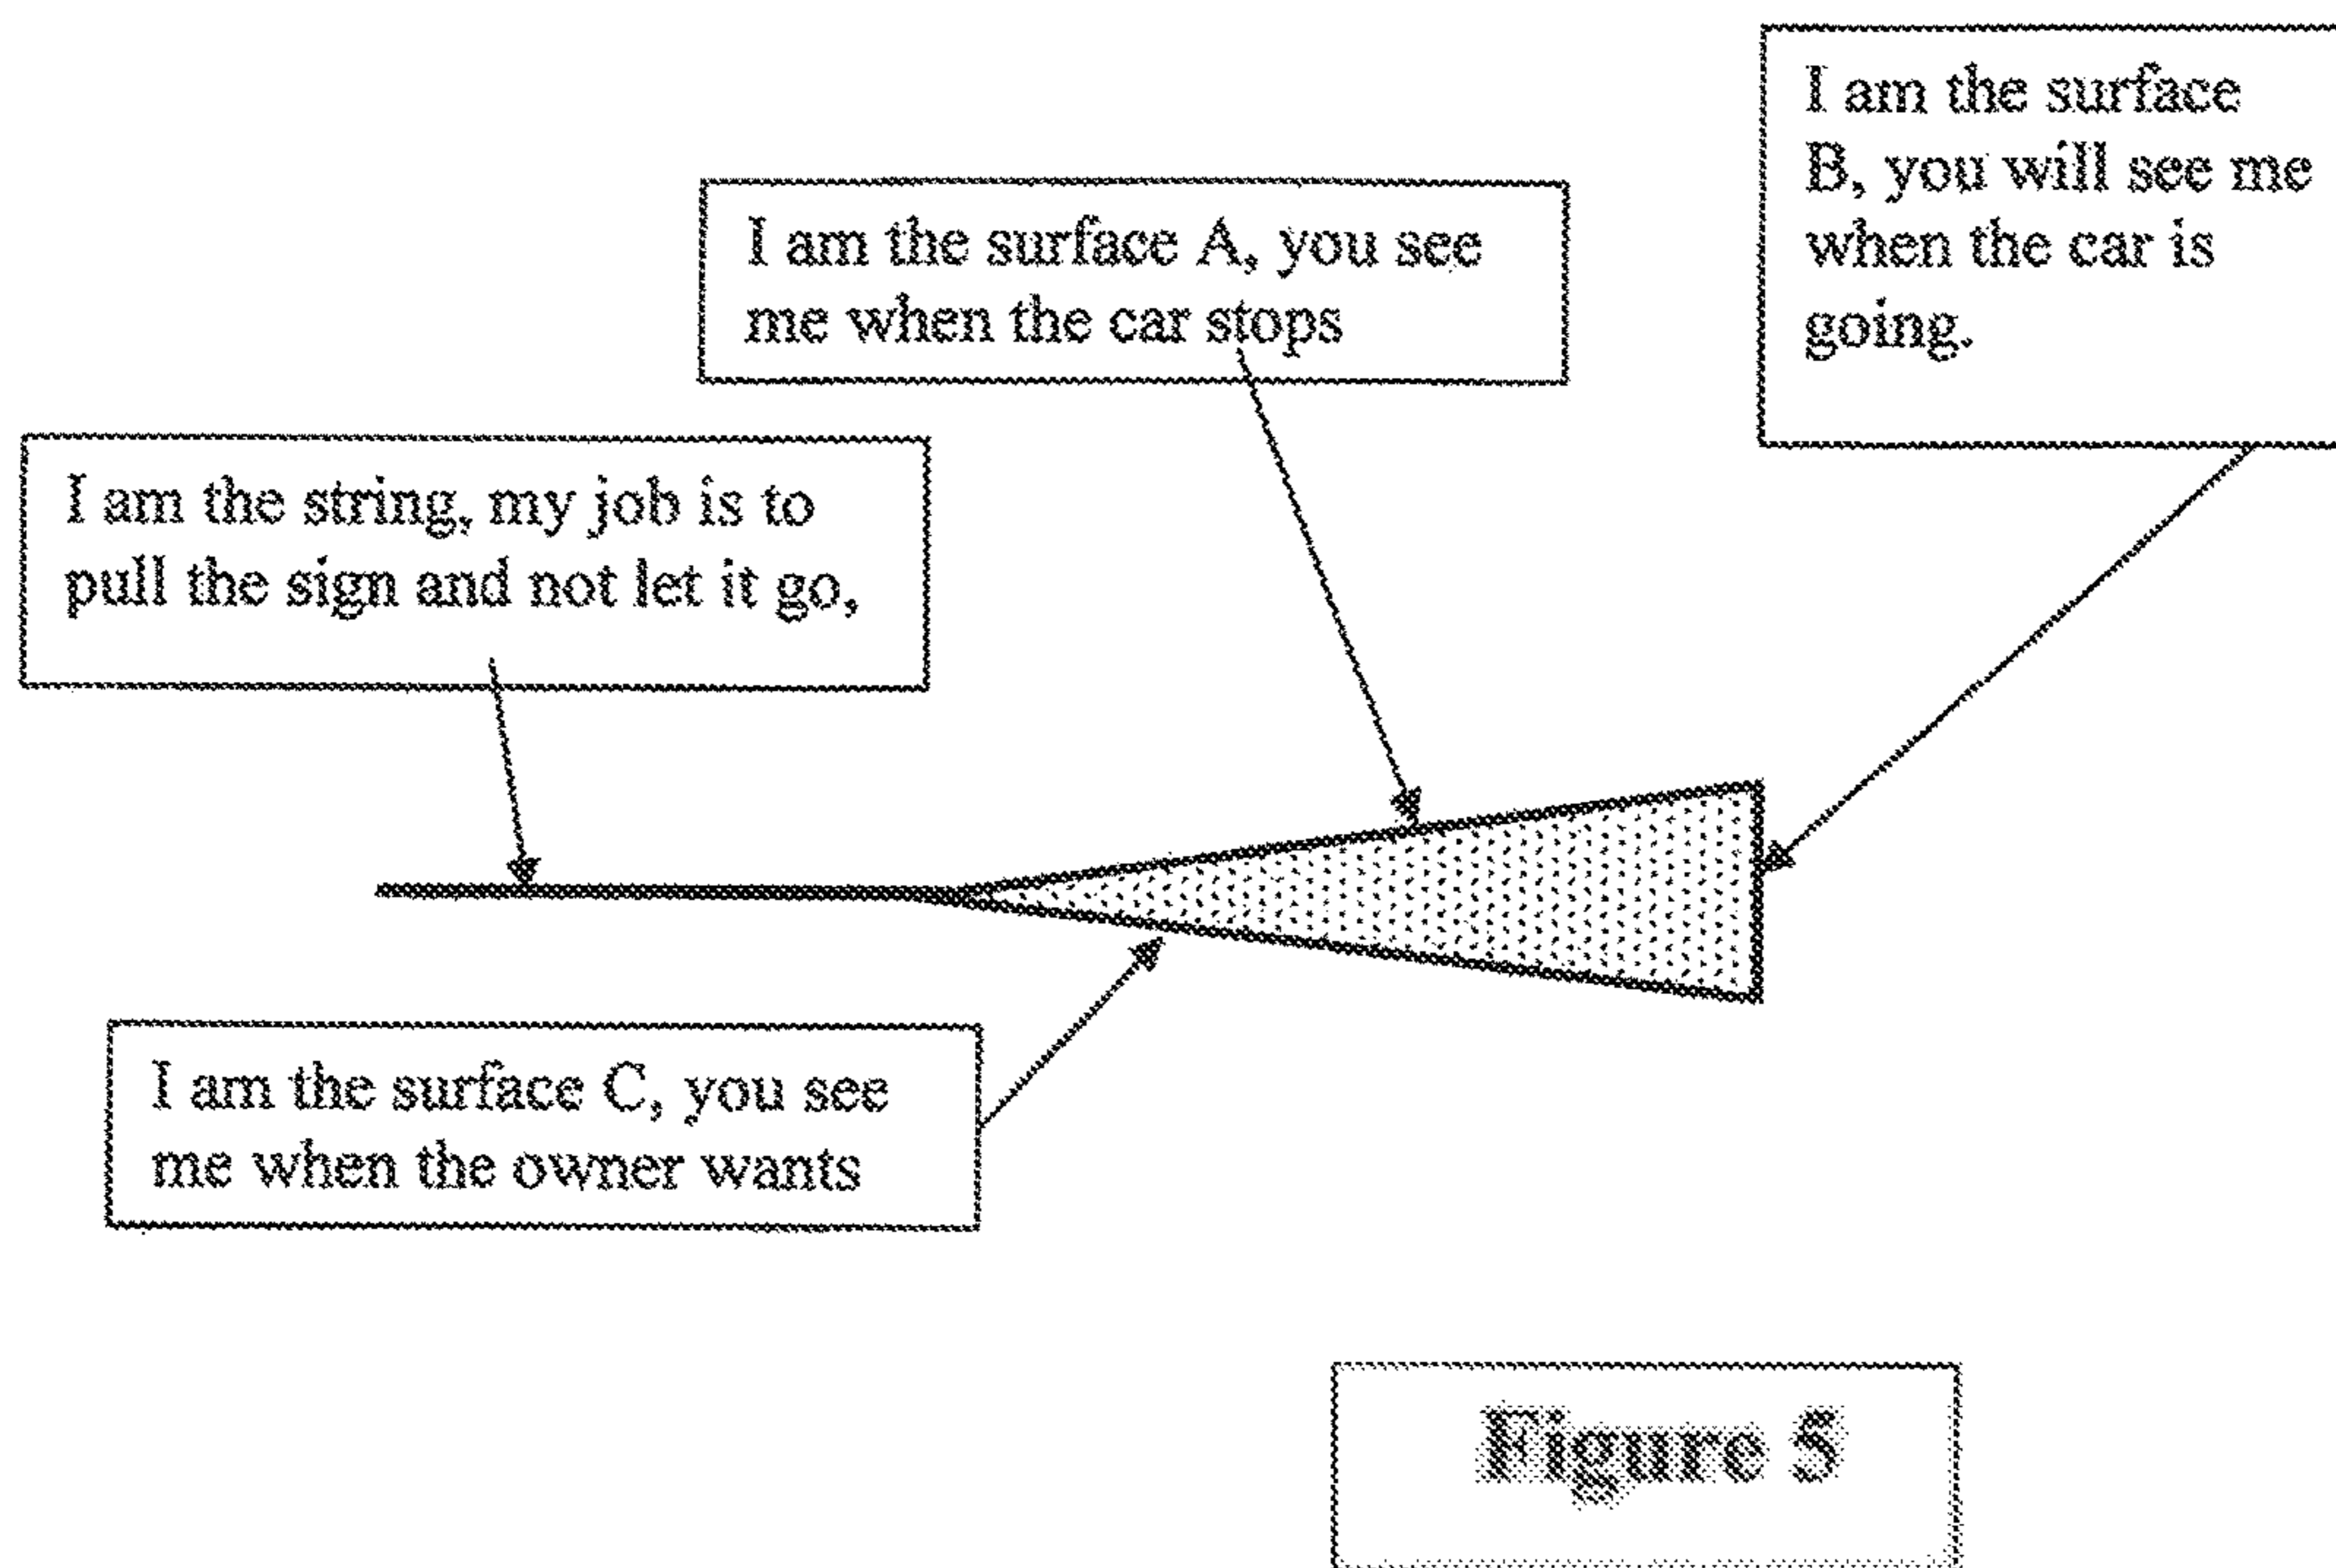 I am the surface
B, you will see me
when the car is
going.
I am the surface A, you see
me when the car stops
I am the string, my job is to
pull the sign and not let it go,
I am the surface C, you see
me when the owner wants
Figure 5